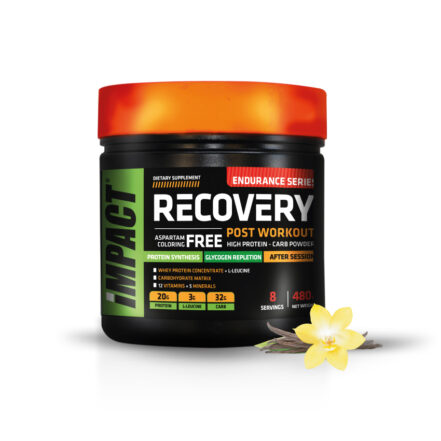 IMPACT
DIETARY SUPPLEMENT
ENDURANCE SERIES
RECOVERY
ASPARTAM
COLORING
FREE
POST WORKOUT
HIGH PROTEIN - CARB POWDER
PROTEIN SYNTHESIS
GLYCOGEN REPLETION
AFTER SESSION
WHEY PROTEIN CONCENTRATE + L-LEUCINE
CARBOHYDRATE MATRIX
12 VITAMINS + 5 MINERALS
20G
PROTEIN
3G
L-LEUCINE
32G
CARB
8
SERVINGS
480
NET